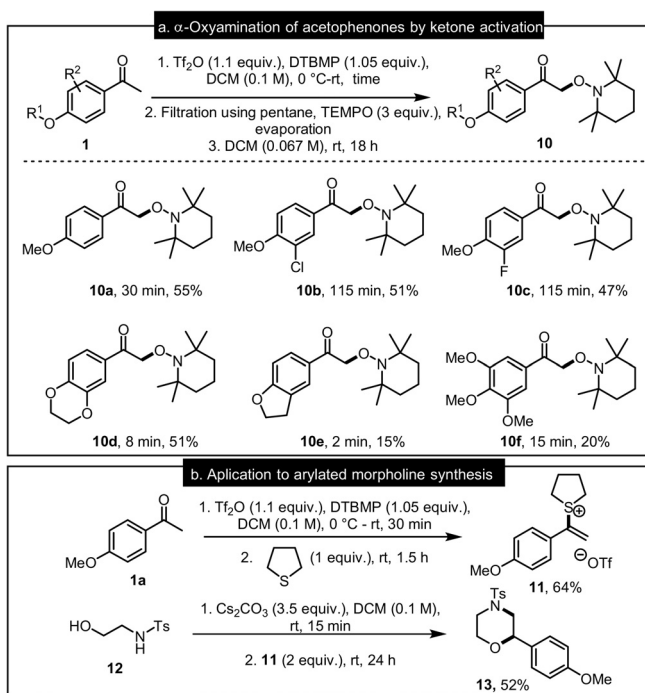 a. α-Oxyamination of acetophenones by ketone activation
R²
O
R¹
O
1
1. Tf₂O (1.1 equiv.), DTBMP (1.05 equiv.),
DCM (0.1 M), 0 °C-rt, time
2. Filtration using pentane, TEMPO (3 equiv.),
evaporation
3. DCM (0.067 M), rt, 18 h
R²
O
O
N
R¹
O
10
O
O
N
MeO
10a, 30 min, 55%
O
O
N
MeO
Cl
10b, 115 min, 51%
O
O
N
MeO
F
10c, 115 min, 47%
O
O
N
O
O
10d, 8 min, 51%
O
O
N
O
10e, 2 min, 15%
O
O
N
MeO
MeO
OMe
10f, 15 min, 20%
b. Aplication to arylated morpholine synthesis
O
MeO
1a
1. Tf₂O (1.1 equiv.), DTBMP (1.05 equiv.),
DCM (0.1 M), 0 °C - rt, 30 min
2. S (1 equiv.), rt, 1.5 h
S+
MeO
⊖OTf
11, 64%
HO
N
H
Ts
12
1. Cs₂CO₃ (3.5 equiv.), DCM (0.1 M),
rt, 15 min
2. 11 (2 equiv.), rt, 24 h
Ts
N
O
OMe
13, 52%